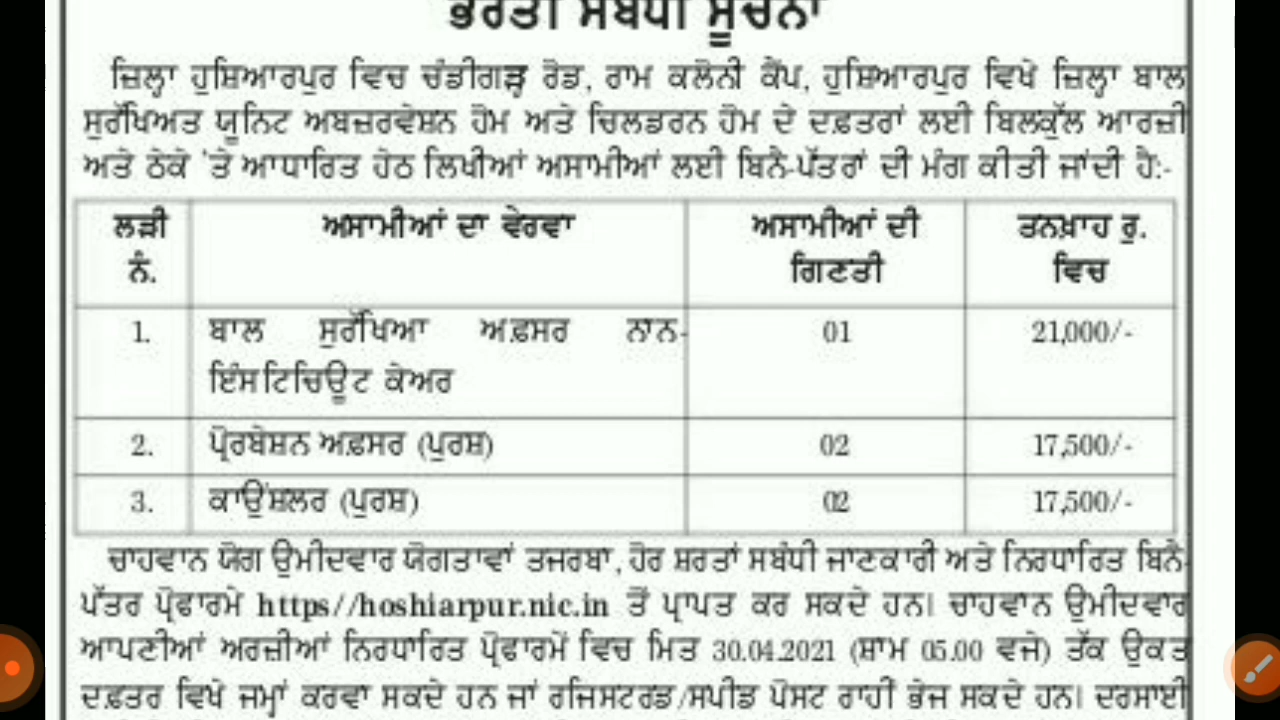 ਭਰਤੀ ਸਬੰਧੀ ਸੂਚਨਾ
ਜ਼ਿਲ੍ਹਾ ਹੁਸ਼ਿਆਰਪੁਰ ਵਿਚ ਚੰਡੀਗੜ੍ਹ ਰੋਡ, ਰਾਮ ਕਲੋਨੀ ਕੈਂਪ, ਹੁਸ਼ਿਆਰਪੁਰ ਵਿਖੇ ਜ਼ਿਲ੍ਹਾ ਬਾਲ
ਸੁਰੱਖਿਅਤ ਯੂਨਿਟ ਅਬਜ਼ਰਵੇਸ਼ਨ ਹੋਮ ਅਤੇ ਚਿਲਡਰਨ ਹੋਮ ਦੇ ਦਫ਼ਤਰਾਂ ਲਈ ਬਿਲਕੁੱਲ ਆਰਜ਼ੀ
ਅਤੇ ਠੇਕੇ 'ਤੇ ਆਧਾਰਿਤ ਹੇਠ ਲਿਖੀਆਂ ਅਸਾਮੀਆਂ ਲਈ ਬਿਨੈ-ਪੱਤਰਾਂ ਦੀ ਮੰਗ ਕੀਤੀ ਜਾਂਦੀ ਹੈ:-
ਲੜੀ ਨੰ. ਅਸਾਮੀਆਂ ਦਾ ਵੇਰਵਾ ਅਸਾਮੀਆਂ ਦੀ ਗਿਣਤੀ ਤਨਖ਼ਾਹ ਰੁ. ਵਿਚ
1. ਬਾਲ ਸੁਰੱਖਿਆ ਅਫ਼ਸਰ ਨਾਨ- 01 21,000/-
ਇੰਸਟਿਚਿਊਟ ਕੇਅਰ
2. ਪ੍ਰੋਰਬੇਸ਼ਨ ਅਫ਼ਸਰ (ਪੁਰਸ਼) 02 17,500/-
3. ਕਾਉਂਸ਼ਲਰ (ਪੁਰਸ਼) 02 17,500/-
ਚਾਹਵਾਨ ਯੋਗ ਉਮੀਦਵਾਰ ਯੋਗਤਾਵਾਂ ਤਜਰਬਾ, ਹੋਰ ਸ਼ਰਤਾਂ ਸਬੰਧੀ ਜਾਣਕਾਰੀ ਅਤੇ ਨਿਰਧਾਰਿਤ ਬਿਨੈ-
ਪੱਤਰ ਪ੍ਰੋਫਾਰਮੇ https//hoshiarpur.nic.in ਤੋਂ ਪ੍ਰਾਪਤ ਕਰ ਸਕਦੇ ਹਨ। ਚਾਹਵਾਨ ਉਮੀਦਵਾਰ
ਆਪਣੀਆਂ ਅਰਜ਼ੀਆਂ ਨਿਰਧਾਰਿਤ ਪ੍ਰੋਫਾਰਮੇਂ ਵਿਚ ਮਿਤ 30.04.2021 (ਸ਼ਾਮ 05.00 ਵਜੇ) ਤੱਕ ਉਕਤ
ਦਫ਼ਤਰ ਵਿਖੇ ਜਮ੍ਹਾਂ ਕਰਵਾ ਸਕਦੇ ਹਨ ਜਾਂ ਰਜਿਸਟਰਡ/ਸਪੀਡ ਪੋਸਟ ਰਾਹੀਂ ਭੇਜ ਸਕਦੇ ਹਨ। ਦਰਸਾਈ